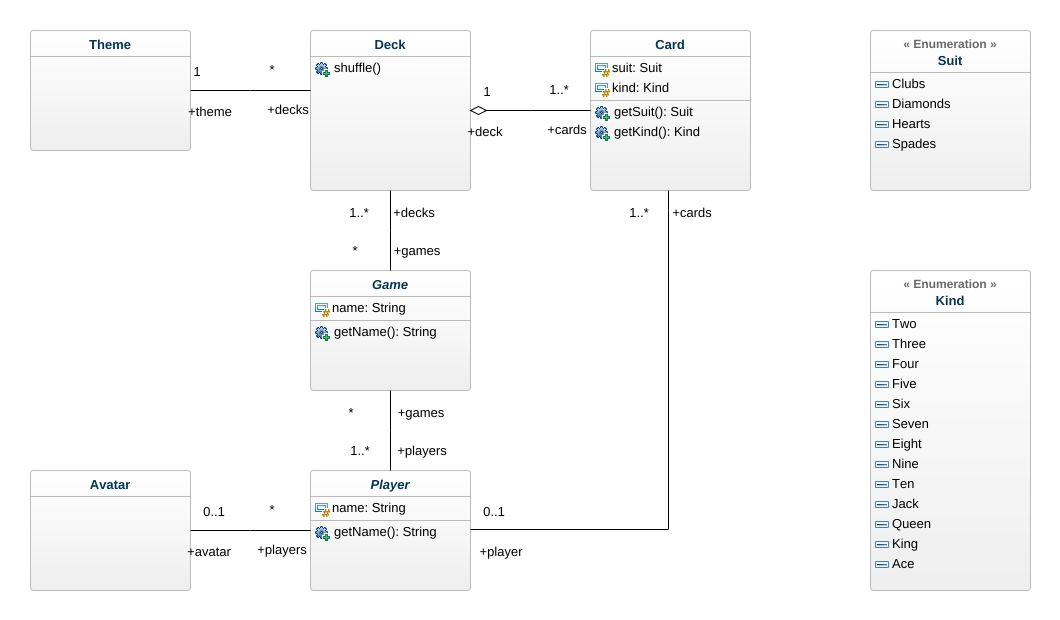 Theme
1
*
+theme
+decks
Deck
shuffle()
1
1..*
+deck
+cards
Card
suit: Suit
kind: Kind
getSuit(): Suit
getKind(): Kind
« Enumeration »
Suit
Clubs
Diamonds
Hearts
Spades
1..*
+decks
*
+games
1..*
+cards
Game
name: String
getName(): String
« Enumeration »
Kind
Two
Three
Four
Five
Six
Seven
Eight
Nine
Ten
Jack
Queen
King
Ace
*
+games
1..*
+players
Avatar
0..1
*
+avatar
+players
Player
name: String
getName(): String
0..1
+player